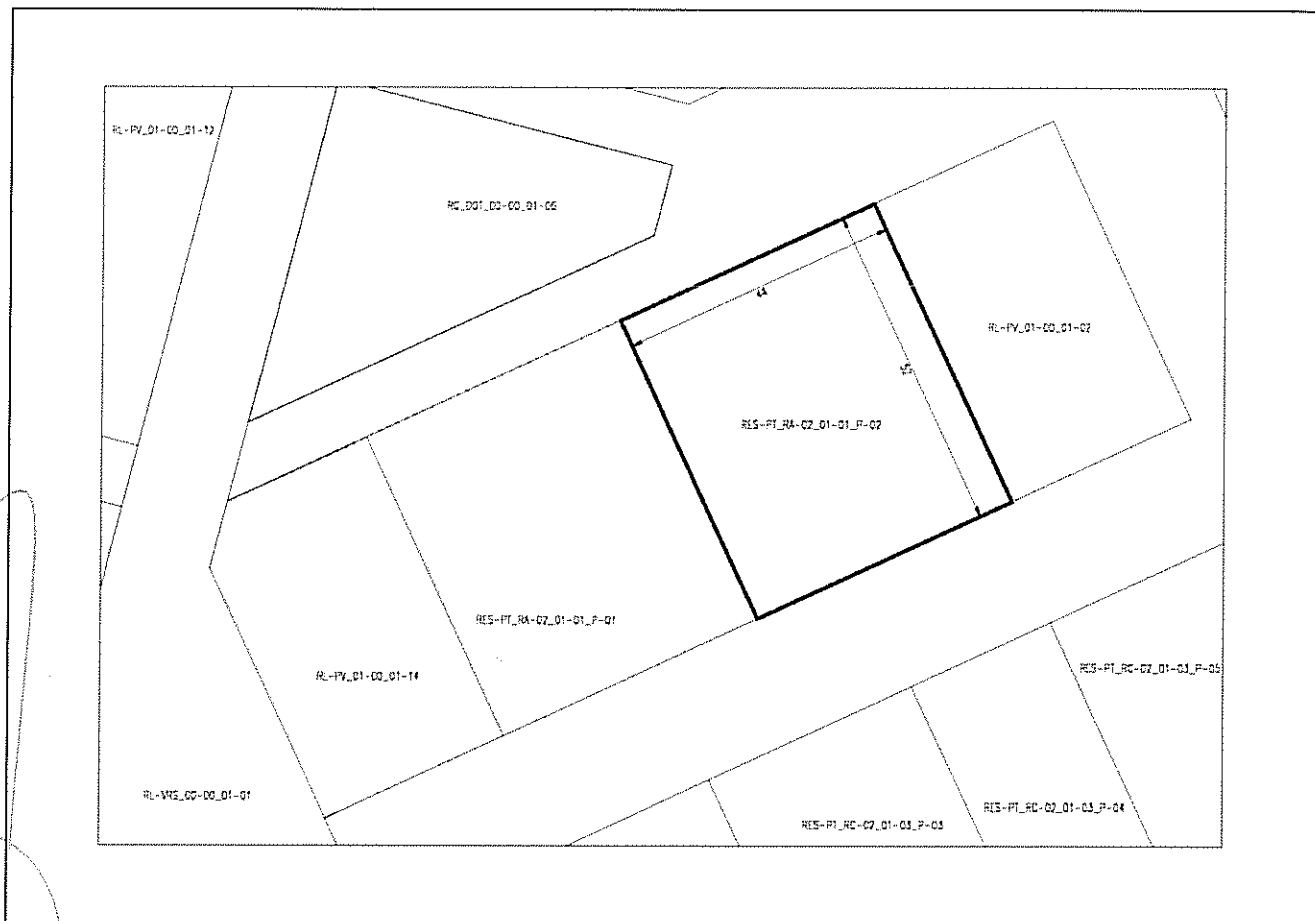 RL-PV_01-00_01-12
RC_DOT_00-00_01-05
44
RL-PV_01-00_01-02
RES-PT_RA-02_01-01_P-02
RES-PT_RA-02_01-01_P-01
RL-PV_01-00_01-14
RES-PT_RC-02_01-03_P-05
RL-VRS_00-00_01-01
RES-PT_RC-02_01-03_P-04
RES-PT_RC-02_01-03_P-03